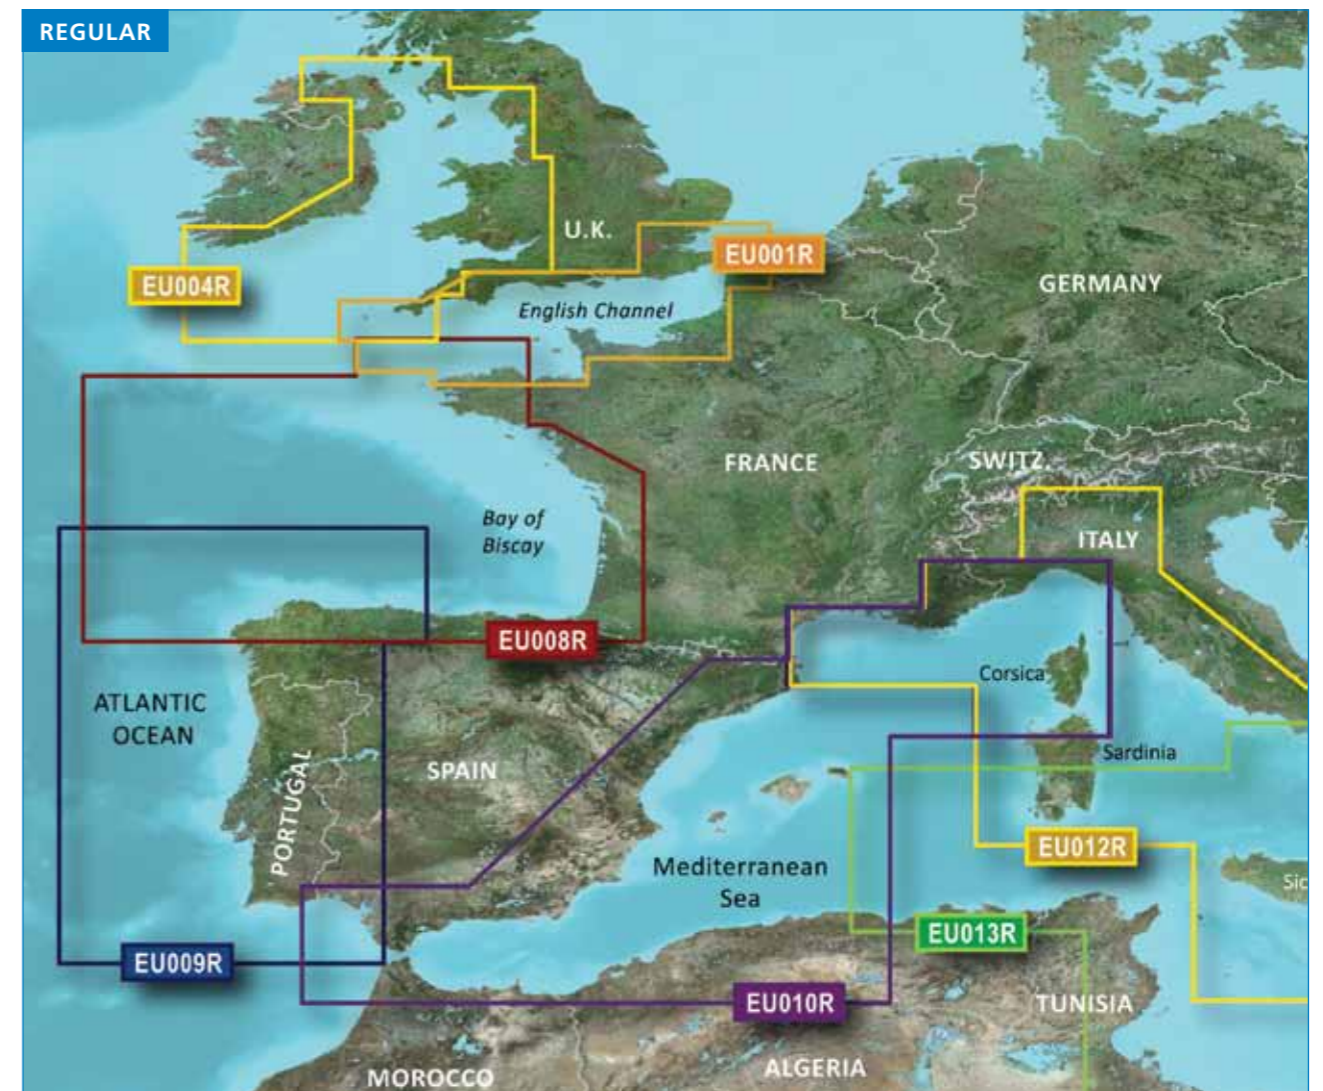 REGULAR
U.K.
EU001R
EU004R
GERMANY
English Channel
FRANCE
SWITZ.
Bay of
Biscay
ITALY
EU008R
Corsica
ATLANTIC
OCEAN
Sardinia
SPAIN
PORTUGAL
EU012R
Mediterranean
Sea
Sic
EU013R
EU009R
EU010R
TUNISIA
ALGERIA
MOROCCO